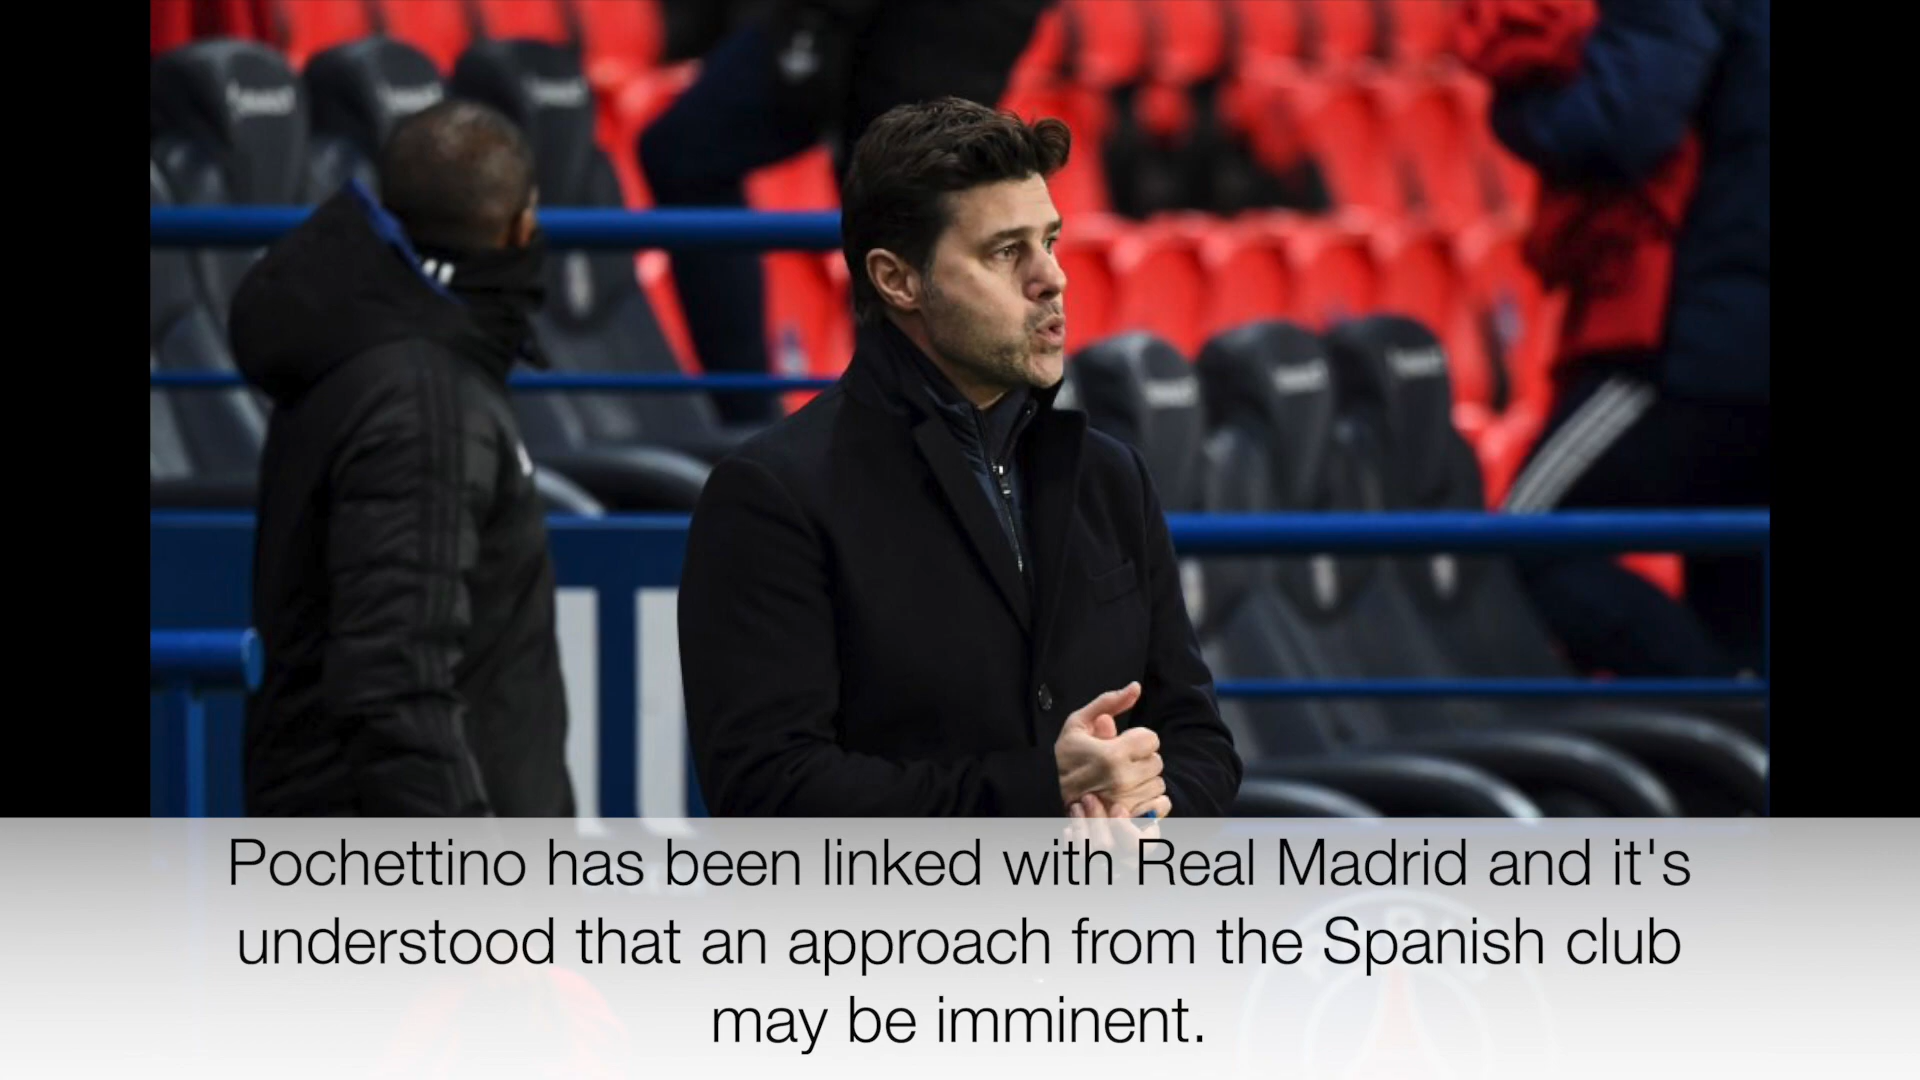 Pochettino has been linked with Real Madrid and it's
understood that an approach from the Spanish club
may be imminent.